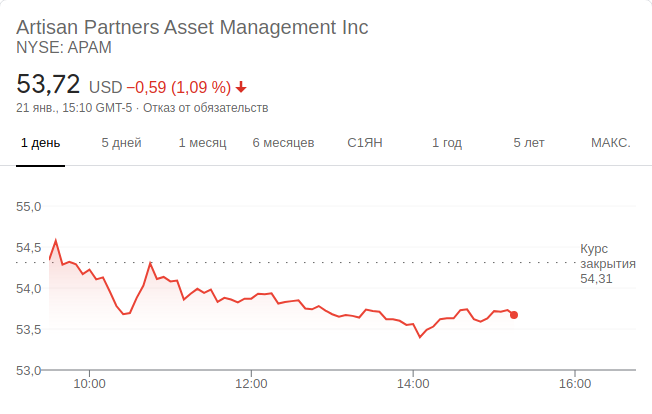 Artisan Partners Asset Management Inc
NYSE: APAM
53,72 USD −0,59 (1,09 %)
21 янв., 15:10 GMT-5 · Отказ от обязательств
1 день 5 дней 1 месяц 6 месяцев С1ЯН 1 год 5 лет МАКС.
55,0
54,5
54,0
53,5
53,0
Курс
закрытия
54,31
10:00 12:00 14:00 16:00